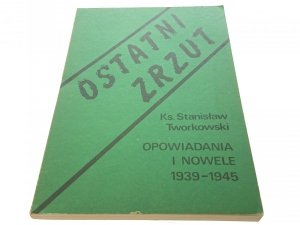 OSTATNI
ZRZUT
Ks. Stanisław
Tworkowski
OPOWIADANIA
I NOWELE
1939-1945